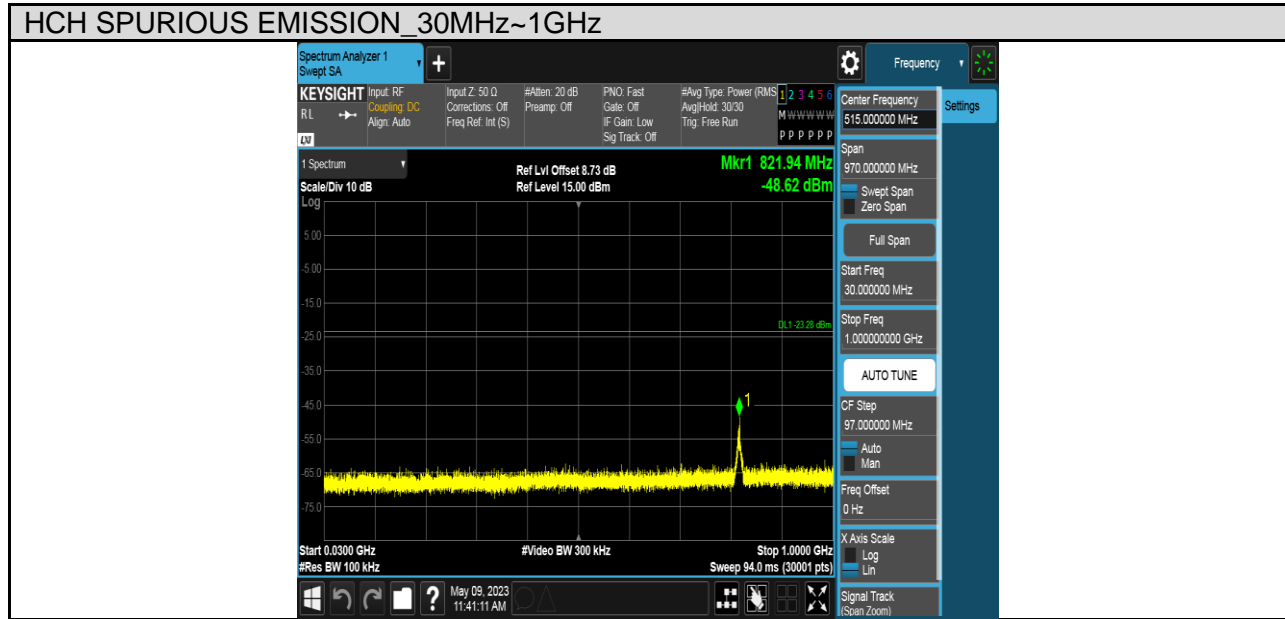 HCH SPURIOUS EMISSION_30MHz~1GHz
Spectrum Analyzer 1
Swept SA
+
Frequency
KEYSIGHT
RL
LXI
Input: RF
Coupling: DC
Align: Auto
Input Z: 50 Ω
Corrections: Off
Freq Ref: Int (S)
#Atten: 20 dB
Preamp: Off
PNO: Fast
Gate: Off
IF Gain: Low
Sig Track: Off
#Avg Type: Power (RMS
Avg|Hold: 30/30
Trig: Free Run
1 2 3 4 5 6
M W W W W W
P P P P P P
1 Spectrum
Scale/Div 10 dB
Log
Ref Lvl Offset 8.73 dB
Ref Level 15.00 dBm
Mkr1 821.94 MHz
-48.62 dBm
5.00
-5.00
-15.0
DL1 -23.28 dBm
-25.0
-35.0
-45.0
1
-55.0
-65.0
-75.0
Start 0.0300 GHz
#Res BW 100 kHz
#Video BW 300 kHz
Stop 1.0000 GHz
Sweep 94.0 ms (30001 pts)
?
May 09, 2023
11:41:11 AM
Center Frequency
515.000000 MHz
Settings
Span
970.000000 MHz
Swept Span
Zero Span
Full Span
Start Freq
30.000000 MHz
Stop Freq
1.000000000 GHz
AUTO TUNE
CF Step
97.000000 MHz
Auto
Man
Freq Offset
0 Hz
X Axis Scale
Log
Lin
Signal Track
(Span Zoom)